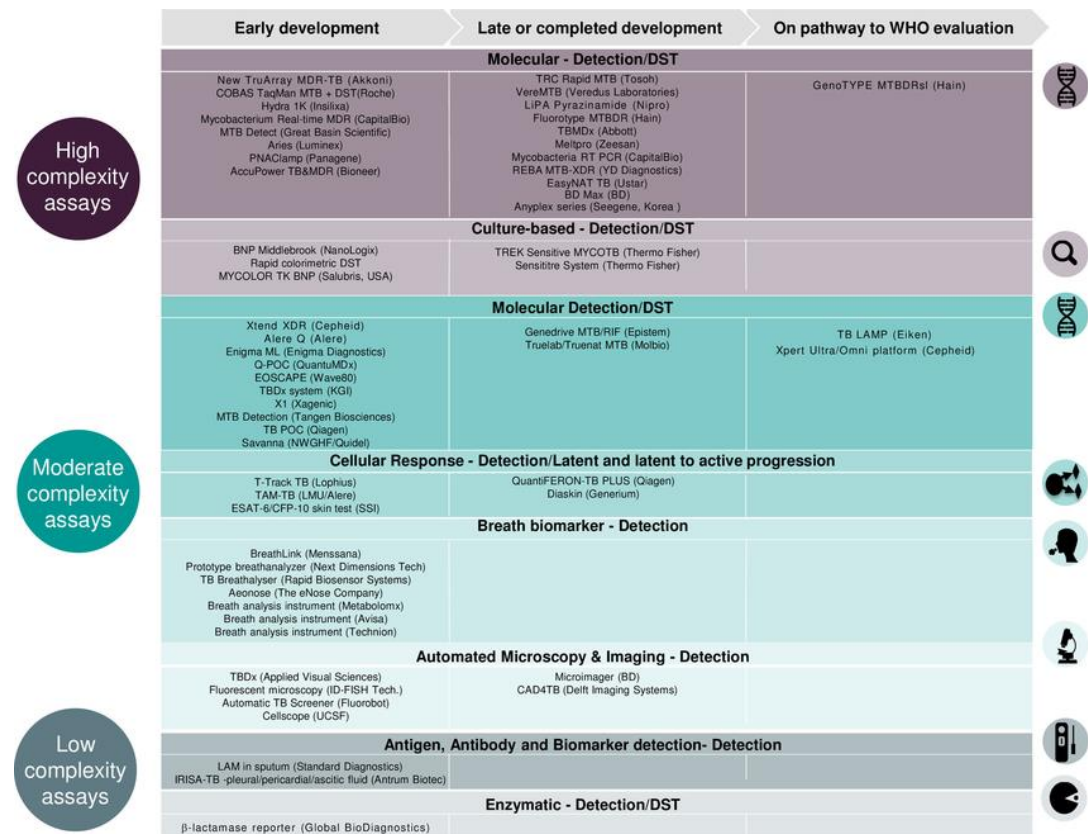 Early development
Late or completed development
On pathway to WHO evaluation
High
complexity
assays
Molecular - Detection/DST
New TruArray MDR-TB (Akkoni)
COBAS TaqMan MTB + DST(Roche)
Hydra 1K (Insilixa)
Mycobacterium Real-time MDR (CapitalBio)
MTB Detect (Great Basin Scientific)
Aries (Luminex)
PNAClamp (Panagene)
AccuPower TB&MDR (Bioneer)
TRC Rapid MTB (Tosoh)
VereMTB (Veredus Laboratories)
LiPA Pyrazinamide (Nipro)
Fluorotype MTBDR (Hain)
TBMDx (Abbott)
Meltpro (Zeesan)
Mycobacteria RT PCR (CapitalBio)
REBA MTB-XDR (YD Diagnostics)
EasyNAT TB (Ustar)
BD Max (BD)
Anyplex series (Seegene, Korea )
GenoTYPE MTBDRsl (Hain)
Culture-based - Detection/DST
BNP Middlebrook (NanoLogix)
Rapid colorimetric DST
MYCOLOR TK BNP (Salubris, USA)
TREK Sensitive MYCOTB (Thermo Fisher)
Sensititre System (Thermo Fisher)
Moderate
complexity
assays
Molecular Detection/DST
Xtend XDR (Cepheid)
Alere Q (Alere)
Enigma ML (Enigma Diagnostics)
Q-POC (QuantuMDx)
EOSCAPE (Wave80)
TBDx system (KGI)
X1 (Xagenic)
MTB Detection (Tangen Biosciences)
TB POC (Qiagen)
Savanna (NWGHF/Quidel)
Genedrive MTB/RIF (Epistem)
Truelab/Truenat MTB (Molbio)
TB LAMP (Eiken)
Xpert Ultra/Omni platform (Cepheid)
Cellular Response - Detection/Latent and latent to active progression
T-Track TB (Lophius)
TAM-TB (LMU/Alere)
ESAT-6/CFP-10 skin test (SSI)
QuantiFERON-TB PLUS (Qiagen)
Diaskin (Generium)
Breath biomarker - Detection
BreathLink (Menssana)
Prototype breathanalyzer (Next Dimensions Tech)
TB Breathalyser (Rapid Biosensor Systems)
Aeonose (The eNose Company)
Breath analysis instrument (Metabolomx)
Breath analysis instrument (Avisa)
Breath analysis instrument (Technion)
Automated Microscopy & Imaging - Detection
TBDx (Applied Visual Sciences)
Fluorescent microscopy (ID-FISH Tech.)
Automatic TB Screener (Fluorobot)
Cellscope (UCSF)
Microimager (BD)
CAD4TB (Delft Imaging Systems)
Low
complexity
assays
Antigen, Antibody and Biomarker detection- Detection
LAM in sputum (Standard Diagnostics)
IRISA-TB -pleural/pericardial/ascitic fluid (Antrum Biotec)
Enzymatic - Detection/DST
β-lactamase reporter (Global BioDiagnostics)